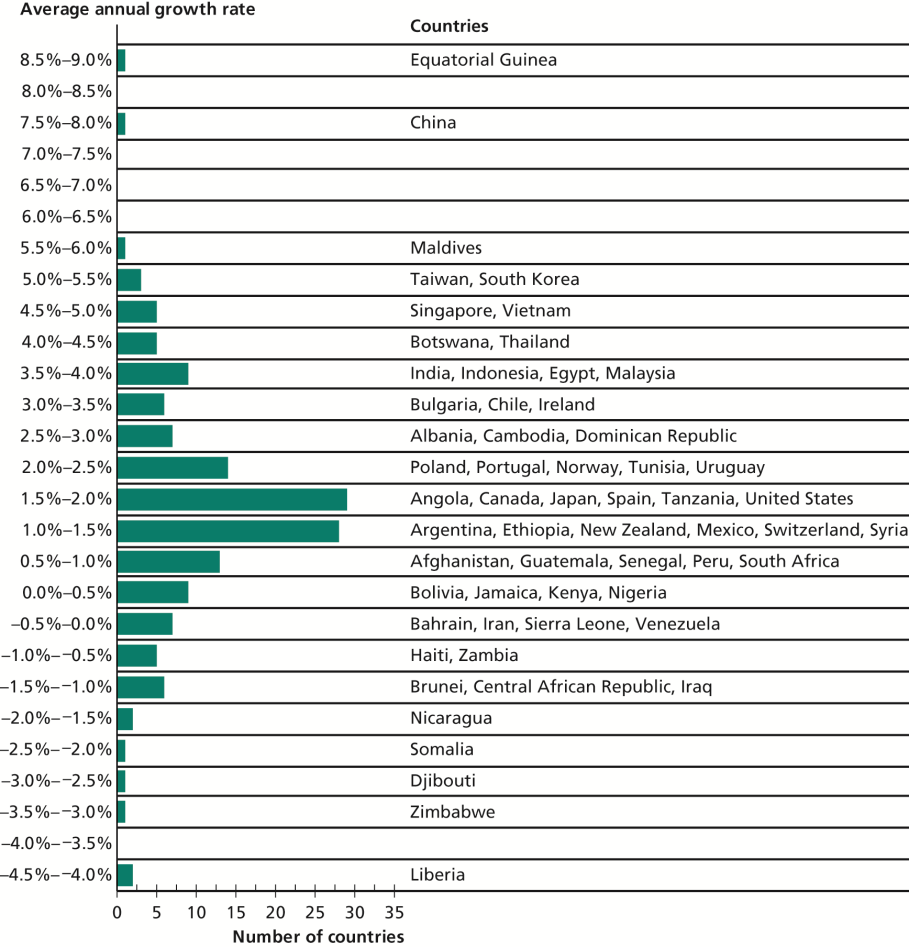 Average annual growth rate
Countries
8.5%–9.0% Equatorial Guinea
8.0%–8.5%
7.5%–8.0% China
7.0%–7.5%
6.5%–7.0%
6.0%–6.5%
5.5%–6.0% Maldives
5.0%–5.5% Taiwan, South Korea
4.5%–5.0% Singapore, Vietnam
4.0%–4.5% Botswana, Thailand
3.5%–4.0% India, Indonesia, Egypt, Malaysia
3.0%–3.5% Bulgaria, Chile, Ireland
2.5%–3.0% Albania, Cambodia, Dominican Republic
2.0%–2.5% Poland, Portugal, Norway, Tunisia, Uruguay
1.5%–2.0% Angola, Canada, Japan, Spain, Tanzania, United States
1.0%–1.5% Argentina, Ethiopia, New Zealand, Mexico, Switzerland, Syria
0.5%–1.0% Afghanistan, Guatemala, Senegal, Peru, South Africa
0.0%–0.5% Bolivia, Jamaica, Kenya, Nigeria
–0.5%–0.0% Bahrain, Iran, Sierra Leone, Venezuela
–1.0%– –0.5% Haiti, Zambia
–1.5%– –1.0% Brunei, Central African Republic, Iraq
–2.0%– –1.5% Nicaragua
–2.5%– –2.0% Somalia
–3.0%– –2.5% Djibouti
–3.5%– –3.0% Zimbabwe
–4.0%– –3.5%
–4.5%– –4.0% Liberia
0 5 10 15 20 25 30 35
Number of countries